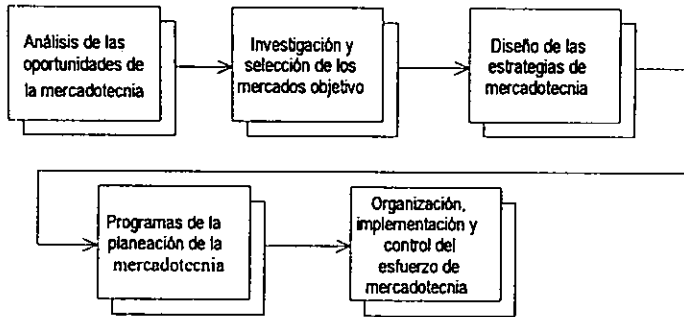 Análisis de las
oportunidades de
la mercadotecnia
Investigación y
selección de los
mercados objetivo
Diseño de las
estrategias de
mercadotecnia
Programas de la
planeación de la
mercadotecnia
Organización,
implementación y
control del
esfuerzo de
mercadotecnia